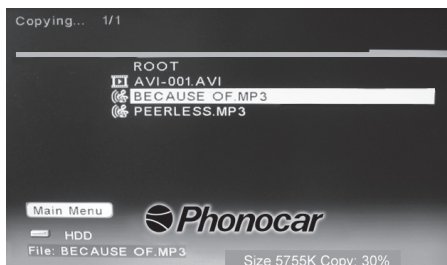 Copying... 1/1
ROOT
AVI-001.AVI
BECAUSE OF.MP3
PEERLESS.MP3
Main Menu
Phonocar
HDD
File: BECAUSE OF.MP3
Size 5755K Copy: 30%